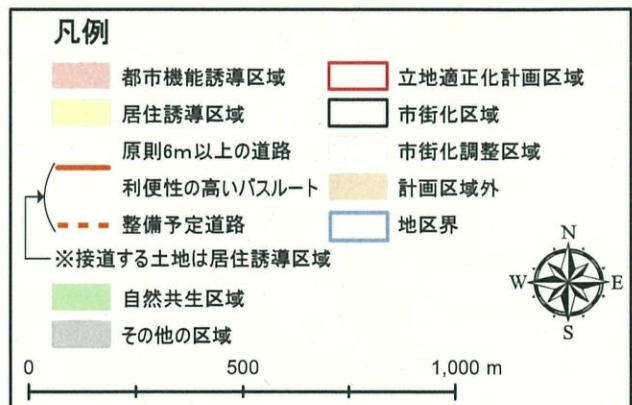 凡例
都市機能誘導区域
居住誘導区域
原則6m以上の道路
利便性の高いバスルート
整備予定道路
※接道する土地は居住誘導区域
自然共生区域
その他の区域
立地適正化計画区域
市街化区域
市街化調整区域
計画区域外
地区界
N
W E
S
0 500 1,000 m